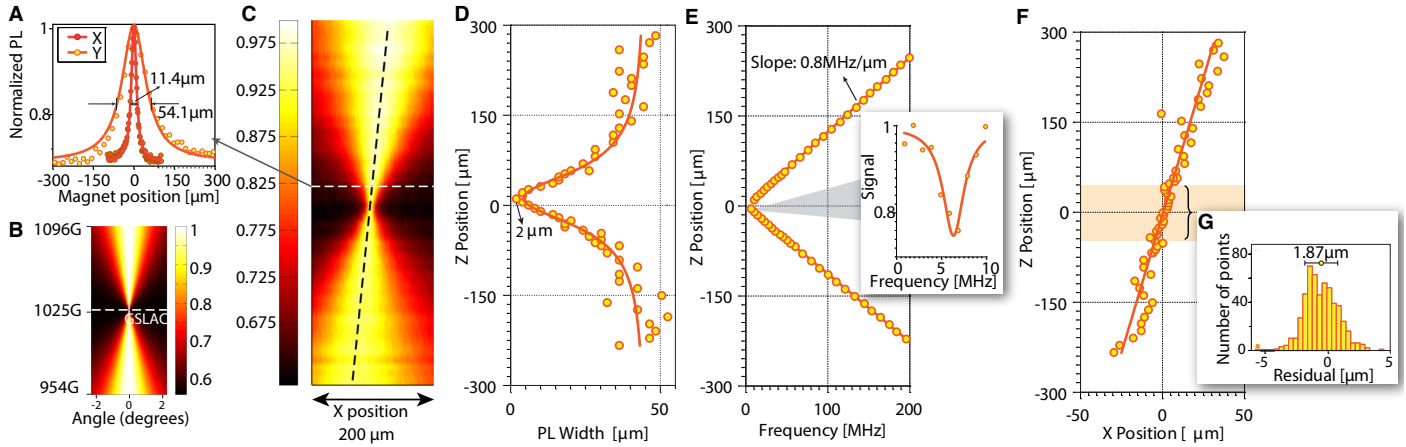 A
Normalized PL
1
0.8
X
Y
11.4µm
54.1µm
-300
-150
0
150
300
Magnet position [µm]
B
1096G
1025G
954G
GSLAC
1
0.9
0.8
0.7
0.6
-2
0
2
Angle (degrees)
C
0.975
0.925
0.875
0.825
0.775
0.725
0.675
X position
200 µm
D
Z Position [µm]
300
150
0
-150
-300
2 µm
0
50
PL Width [µm]
E
Z Position [µm]
300
150
0
-150
-300
Slope: 0.8MHz/µm
0
100
200
Frequency [MHz]
Signal
1
0.8
0
5
10
Frequency [MHz]
F
Z Position [µm]
300
150
0
-150
-300
-50
0
50
X Position [µm]
G
Number of points
80
40
0
1.87µm
-5
0
5
Residual [µm]